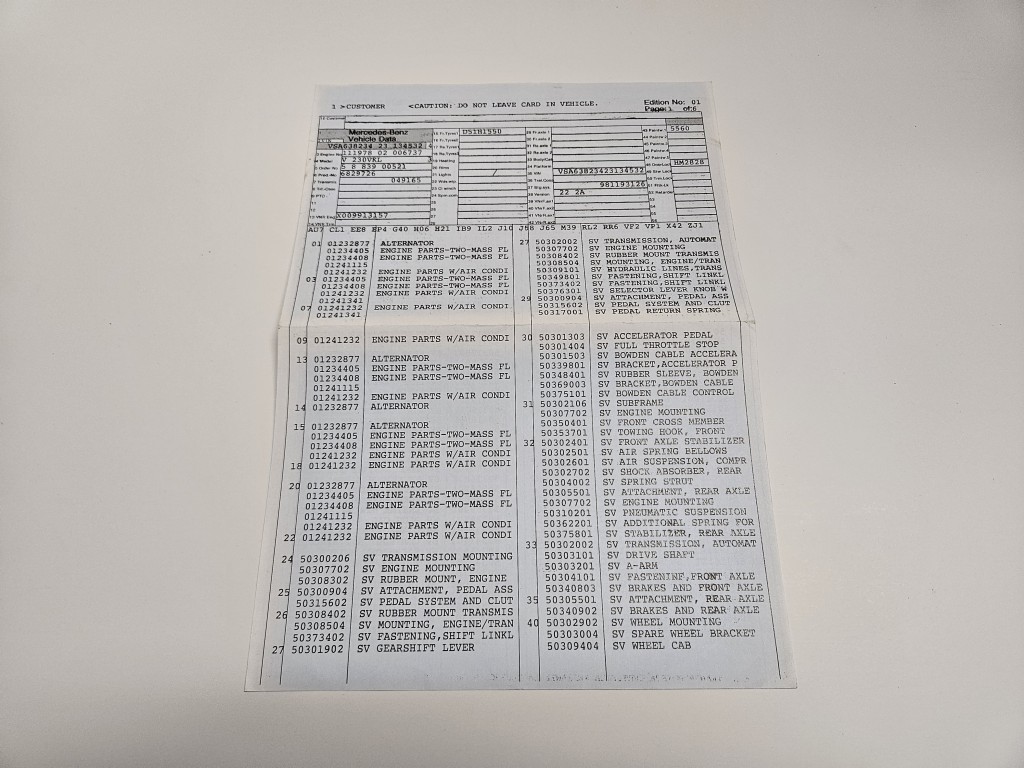 1 >CUSTOMER <CAUTION: DO NOT LEAVE CARD IN VEHICLE.
Edition No: 01
Page: 1 of:6
Mercedes-Benz
Vehicle Data
D51B1550
5560
VSA638234 23 134532
111978 02 006737
V 230VKL
5 8 839 00521
6829726
049165
X009913157
VSA63823423134532
981193126
22 2A
HM2828
AU7 CL1 EE8 EP4 G40 H06 H21 IB9 IL2 J10 J58 J65 M39 RL2 RR6 VF2 VP1 X42 ZJ1
01 01232877 ALTERNATOR
01234405 ENGINE PARTS-TWO-MASS FL
01234408 ENGINE PARTS-TWO-MASS FL
01241115
01241232 ENGINE PARTS W/AIR CONDI
03 01234405 ENGINE PARTS-TWO-MASS FL
01234408 ENGINE PARTS-TWO-MASS FL
01241232 ENGINE PARTS W/AIR CONDI
01241341
07 01241232 ENGINE PARTS W/AIR CONDI
01241341
09 01241232 ENGINE PARTS W/AIR CONDI
13 01232877 ALTERNATOR
01234405 ENGINE PARTS-TWO-MASS FL
01234408 ENGINE PARTS-TWO-MASS FL
01241115
01241232 ENGINE PARTS W/AIR CONDI
14 01232877 ALTERNATOR
15 01232877 ALTERNATOR
01234405 ENGINE PARTS-TWO-MASS FL
01234408 ENGINE PARTS-TWO-MASS FL
01241232 ENGINE PARTS W/AIR CONDI
18 01241232 ENGINE PARTS W/AIR CONDI
20 01232877 ALTERNATOR
01234405 ENGINE PARTS-TWO-MASS FL
01234408 ENGINE PARTS-TWO-MASS FL
01241115
01241232 ENGINE PARTS W/AIR CONDI
22 01241232 ENGINE PARTS W/AIR CONDI
24 50300206 SV TRANSMISSION MOUNTING
50307702 SV ENGINE MOUNTING
50308302 SV RUBBER MOUNT, ENGINE
25 50300904 SV ATTACHMENT, PEDAL ASS
50315602 SV PEDAL SYSTEM AND CLUT
26 50308402 SV RUBBER MOUNT TRANSMIS
50308504 SV MOUNTING, ENGINE/TRAN
50373402 SV FASTENING,SHIFT LINKL
27 50301902 SV GEARSHIFT LEVER
27 50302002 SV TRANSMISSION, AUTOMAT
50307702 SV ENGINE MOUNTING
50308402 SV RUBBER MOUNT TRANSMIS
50308504 SV MOUNTING, ENGINE/TRAN
50309101 SV HYDRAULIC LINES,TRANS
50349801 SV FASTENING,SHIFT LINKL
50373402 SV FASTENING,SHIFT LINKL
50376301 SV SELECTOR LEVER KNOB W
29 50300904 SV ATTACHMENT, PEDAL ASS
50315602 SV PEDAL SYSTEM AND CLUT
50317001 SV PEDAL RETURN SPRING
30 50301303 SV ACCELERATOR PEDAL
50301404 SV FULL THROTTLE STOP
50301503 SV BOWDEN CABLE ACCELERA
50339801 SV BRACKET,ACCELERATOR P
50348401 SV RUBBER SLEEVE, BOWDEN
50369003 SV BRACKET,BOWDEN CABLE
50375101 SV BOWDEN CABLE CONTROL
31 50302106 SV SUBFRAME
50307702 SV ENGINE MOUNTING
50350401 SV FRONT CROSS MEMBER
50353701 SV TOWING HOOK, FRONT
32 50302401 SV FRONT AXLE STABILIZER
50302501 SV AIR SPRING BELLOWS
50302601 SV AIR SUSPENSION, COMPR
50302702 SV SHOCK ABSORBER, REAR
50304002 SV SPRING STRUT
50305501 SV ATTACHMENT, REAR AXLE
50307702 SV ENGINE MOUNTING
50310201 SV PNEUMATIC SUSPENSION
50362201 SV ADDITIONAL SPRING FOR
50375801 SV STABILIZER, REAR AXLE
33 50302002 SV TRANSMISSION, AUTOMAT
50303101 SV DRIVE SHAFT
50303201 SV A-ARM
50304101 SV FASTENINF,FRONT AXLE
50340803 SV BRAKES AND FRONT AXLE
35 50305501 SV ATTACHMENT, REAR AXLE
50340902 SV BRAKES AND REAR AXLE
40 50302902 SV WHEEL MOUNTING
50303004 SV SPARE WHEEL BRACKET
50309404 SV WHEEL CAB